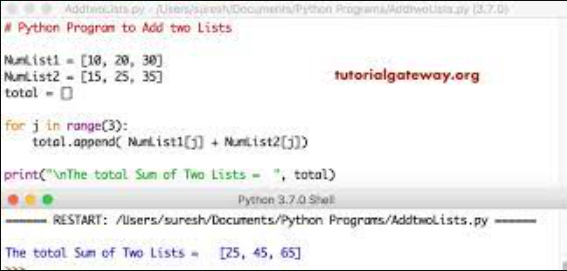 AddtwoLists.py - /Users/suresh/Documents/Python Programs/AddtwoLists.py (3.7.0)
# Python Program to Add two Lists
NumList1 = [10, 20, 30]
NumList2 = [15, 25, 35]
tutorialgateway.org
total = []
for j in range(3):
    total.append( NumList1[j] + NumList2[j])
print("\nThe total Sum of Two Lists =  ", total)
Python 3.7.0 Shell
====== RESTART: /Users/suresh/Documents/Python Programs/AddtwoLists.py ======
The total Sum of Two Lists =   [25, 45, 65]
>>>